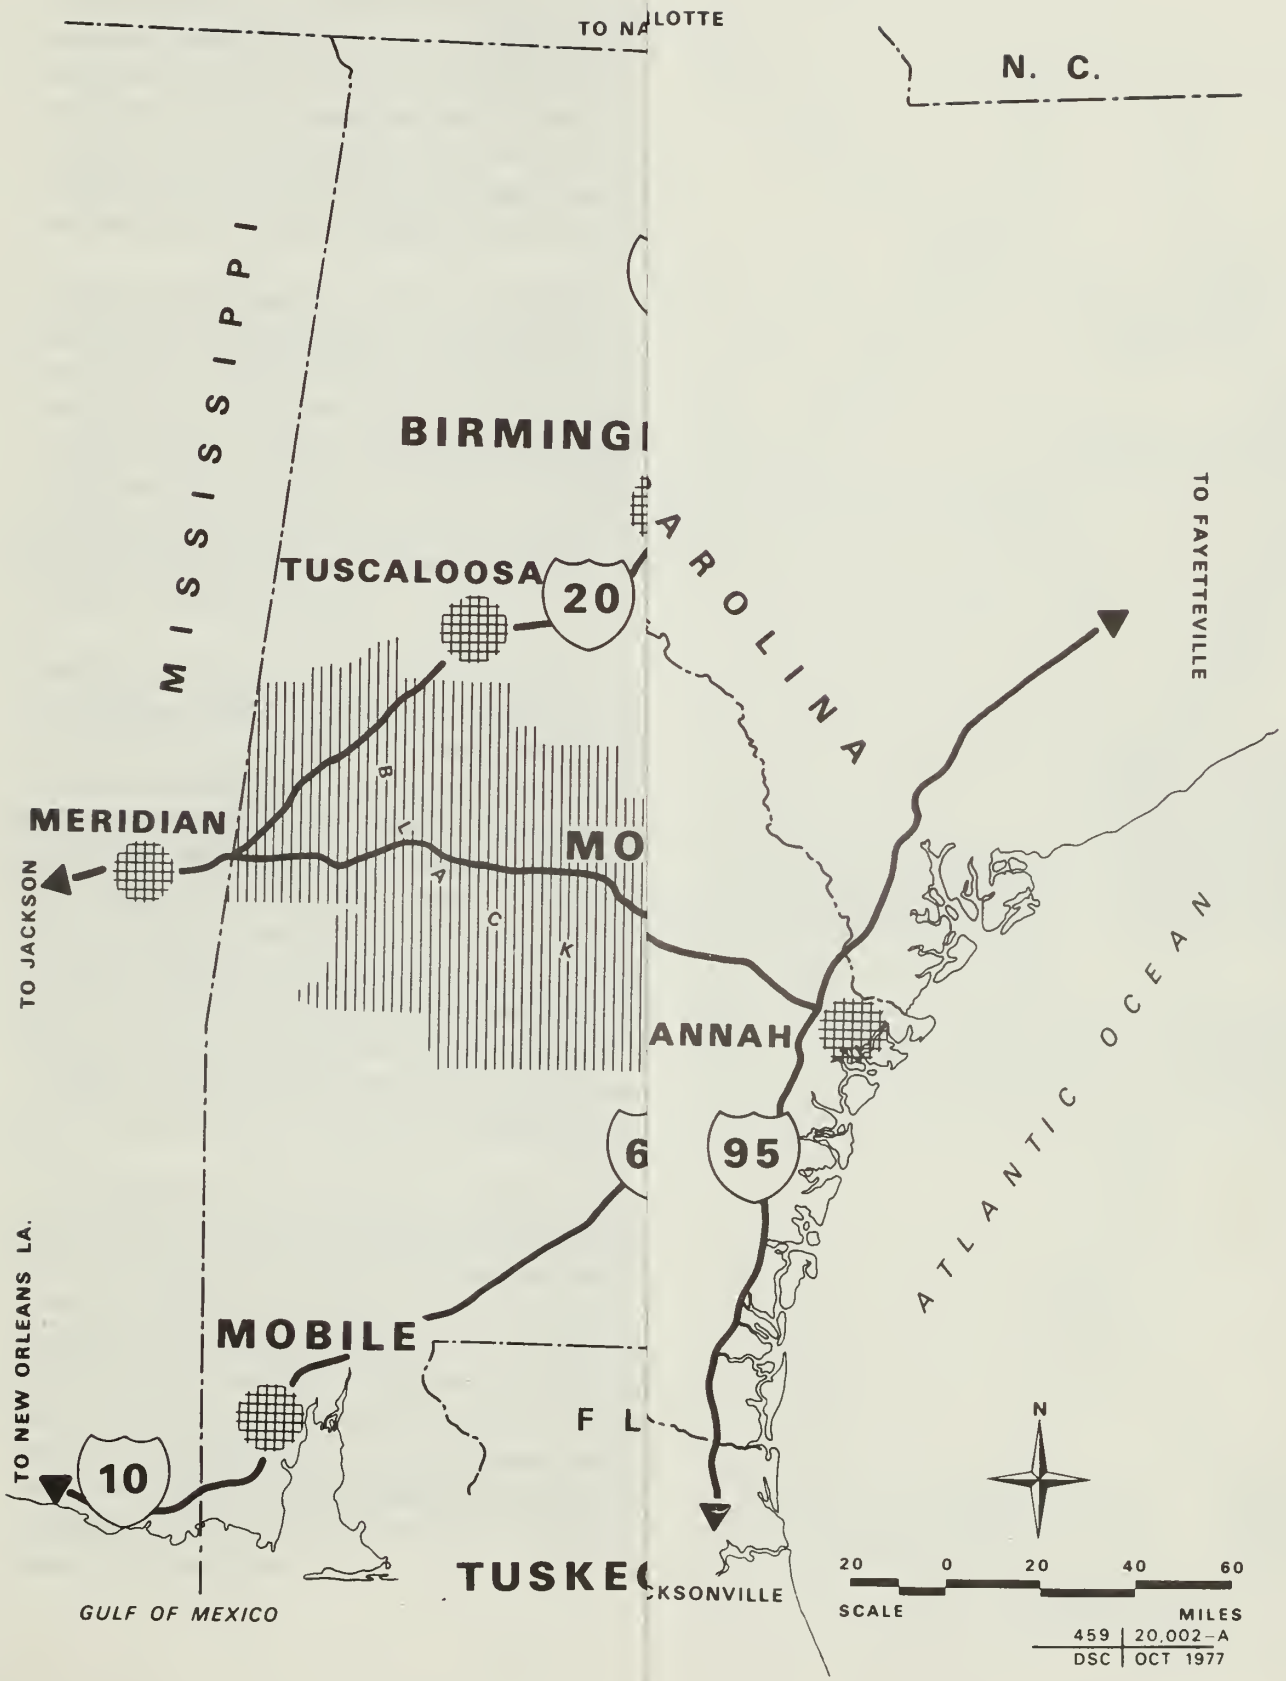 TO NA
LOTTE
N. C.
MISSISSIPPI
BIRMING
AROLINA
TO FAYETTEVILLE
TUSCALOOSA
20
MERIDIAN
TO JACKSON
BLACK
MO
ANNAH
ATLANTIC OCEAN
6
95
TO NEW ORLEANS LA.
MOBILE
10
F L
N
TUSKE
CKSONVILLE
GULF OF MEXICO
20 0 20 40 60
SCALE MILES
459 20,002-A
DSC OCT 1977